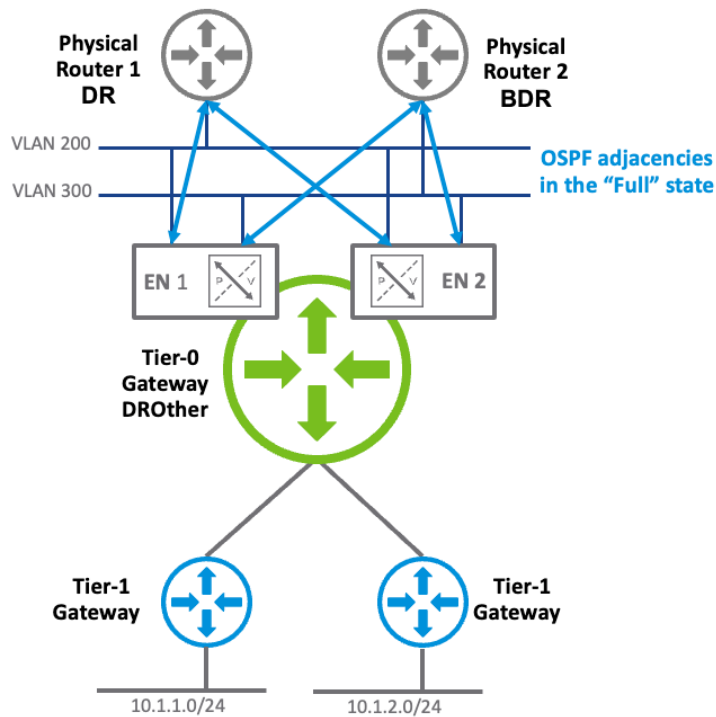 Physical
Router 1
DR
Physical
Router 2
BDR
VLAN 200
VLAN 300
OSPF adjacencies
in the “Full” state
EN 1
P
V
P
V
EN 2
Tier-0
Gateway
DROther
Tier-1
Gateway
Tier-1
Gateway
10.1.1.0/24
10.1.2.0/24